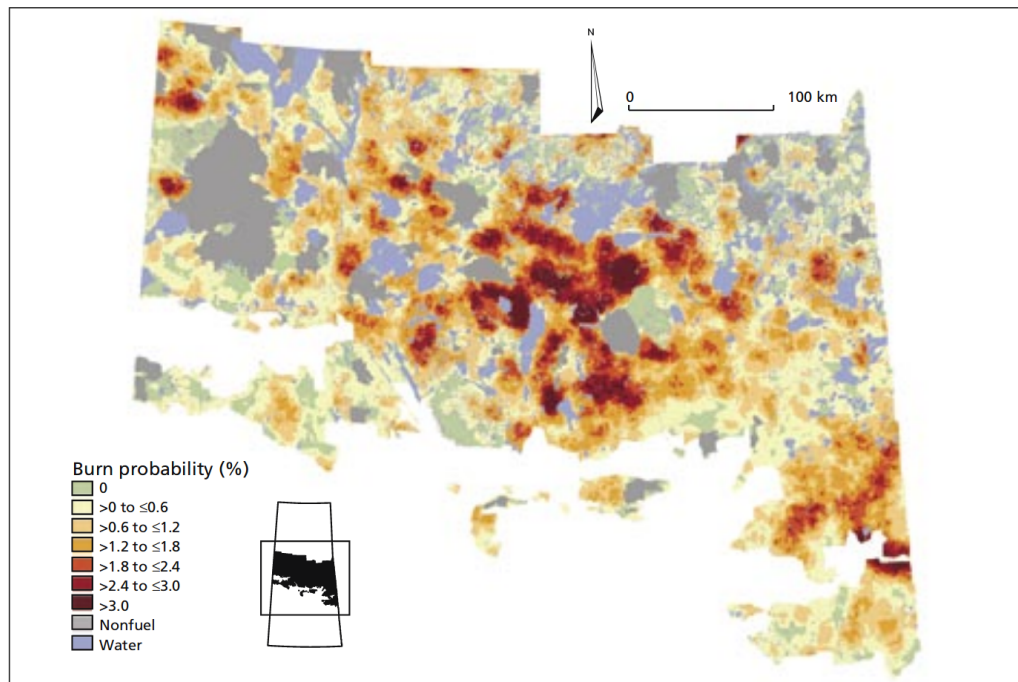 N
0 100 km
Burn probability (%)
0
>0 to ≤0.6
>0.6 to ≤1.2
>1.2 to ≤1.8
>1.8 to ≤2.4
>2.4 to ≤3.0
>3.0
Nonfuel
Water